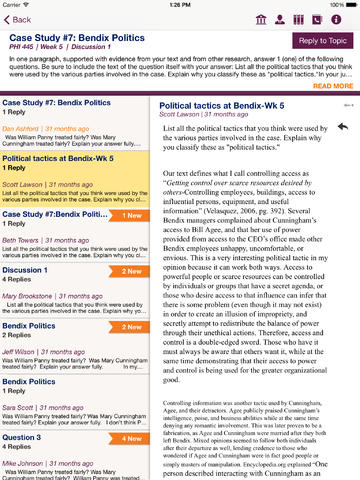 Carrier
1:26 PM
100%
Back
Case Study #7: Bendix Politics
PHI 445 | Week 5 | Discussion 1
Reply to Topic
In one paragraph, supported with evidence from your text and from other research, answer 1 (one) of the following
questions. Be sure to include the text of the question itself with your answer: List all the political tactics that you think
were used by the various parties involved in the case. Explain why you classify these as "political tactics."In your ju...
READ MORE
Case Study #7 Bendix Politics
1 Reply
Dan Ashford | 31 months ago
Was William Panny treated fairly? Was Mary
Cunningham treated fairly? Explain your answer fully....
Political tactics at Bendix-Wk 5
1 Reply
Scott Lawson | 31 months ago
List all the political tactics that you think were used by the
various parties involved in the case. Explain why yo...
Case Study #7:Bendix Politi...
1 New
1 Reply
Beth Towers | 31 months ago
List all the political tactics that you think were used by the
various parties involved in the case. Explain why cl...
Discussion 1
2 New
4 Replies
Mary Brookstone | 31 months ago
List all the political tactics that you think were used by
the various parties involved in the case. Explain why y...
Bendix Politics
2 New
2 Replies
Jeff Wilson | 31 months ago
Was William Panny treated fairly? Was Mary Cunningham
treated fairly? Explain your answer fully. In my...
Bendix Politics
1 Reply
Sara Scott | 31 months ago
Was William Panny treated fairly? Was Mary Cunningham
treated fairly? Explain your answer fully. I don't think P...
Question 3
4 New
4 Replies
Mike Johnson | 31 months ago
Was William Panny treated fairly? Was Mary
Cunningham treated fairly? Explain your answer fully. William
Political tactics at Bendix-Wk 5
Scott Lawson | 31 months ago
List all the political tactics that you think were used by
the various parties involved in the case. Explain why
you classify these as "political tactics."
Our text defines what I call controlling access as
"Getting control over scarce resources desired by
others-Controlling employees, buildings, access to
influential persons, equipment, and useful
information" (Velasquez, 2006, pg. 392). Several
Bendix managers complained about Cunningham's
access to Bill Agee, and that her use of power
provided from access to the CEO's office made other
Bendix employees unhappy, uncomfortable, or
envious. This is a very interesting political tactic in my
opinion because it can work both ways. Access to
powerful people or scarce resources can be controlled
by individuals or groups that have a secret agenda, or
those who desire access to that influence can infer that
there is some problem (even though it may not exist)
in order to create an illusion of impropriety, and
secretly attempt to redistribute the balance of power
through their unethical actions. Therefore, access and
control is a double-edged sword. Those who have it
must always be aware that others want it, while at the
same time demonstrating that their access to power
and control is being used for the greater organizational
good.
Controlling information was another tactic used by Cunningham,
Agee, and their detractors. Agee publicly praised Cunningham's
intelligence, poise, and business abilities while at the same time
denying any romantic involvement. This was later proven to be a
fabrication, as Agee and Cunningham were married after they both
left Bendix. Mixed opinions seemed to follow both individuals
after their departure as well, lending credence to those who
wondered if Agee and Cunningham were in fact good people or
simply masters of manipulation. Encyclopedia.org explained "One
person described interacting with Cunningham as an